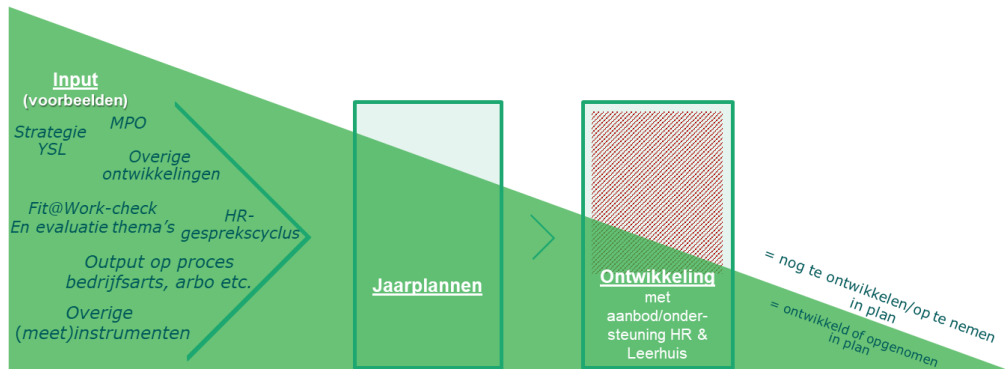 Input
(voorbeelden)
MPO
Strategie
YSL
Overige
ontwikkelingen
Fit@Work-check
En evaluatie thema's
HR-
gesprekscyclus
Output op proces
bedrijfsarts, arbo etc.
Overige
(meet)instrumenten
Jaarplannen
Ontwikkeling
met
aanbod/onder-
steuning HR &
Leerhuis
= nog te ontwikkelen/op te nemen
in plan
= ontwikkeld of opgenomen
in plan